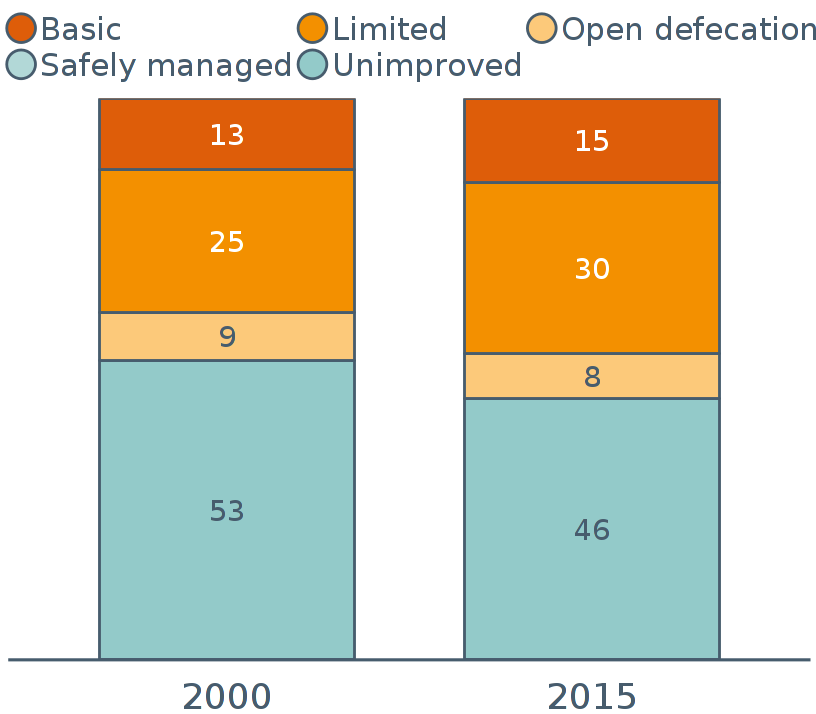 Basic Limited Open defecation
Safely managed Unimproved
13 15
25 30
9 8
53 46
2000 2015